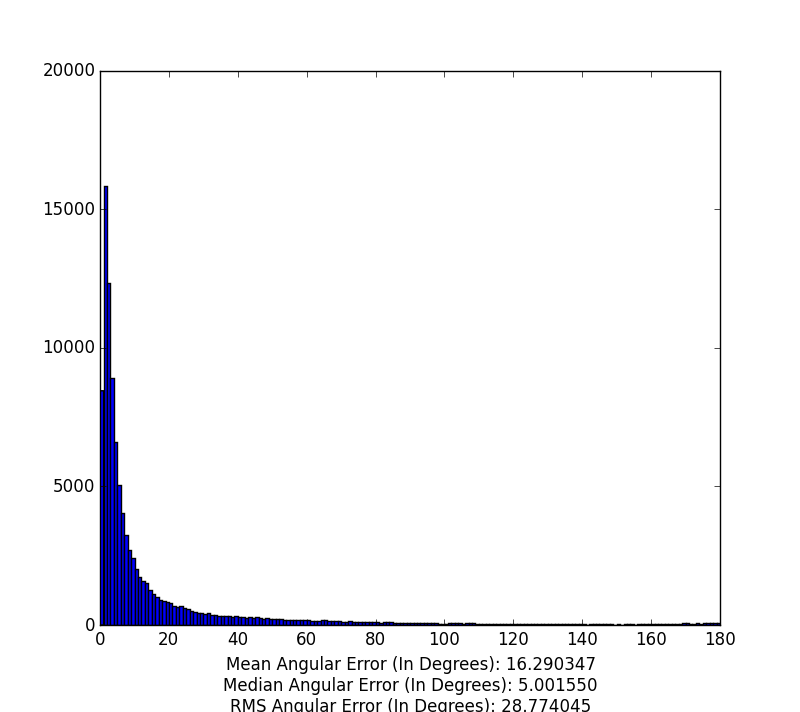 20000
15000
10000
5000
0
0 20 40 60 80 100 120 140 160 180
Mean Angular Error (In Degrees): 16.290347
Median Angular Error (In Degrees): 5.001550
RMS Angular Error (In Degrees): 28.774045